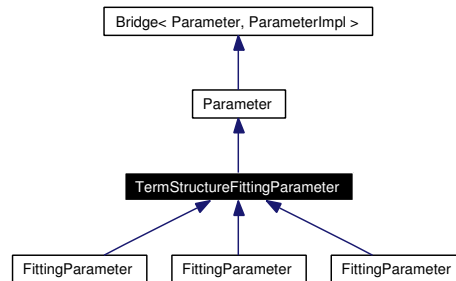 Bridge< Parameter, ParameterImpl >
Parameter
TermStructureFittingParameter
FittingParameter
FittingParameter
FittingParameter